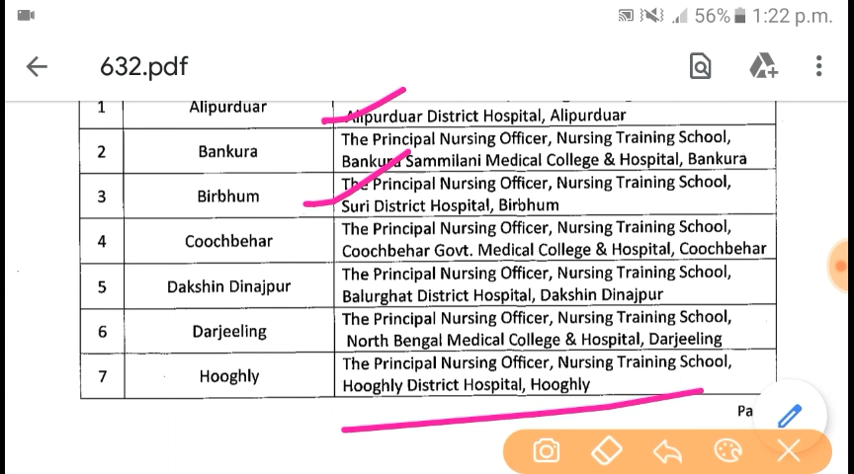 56% 1:22 p.m.
632.pdf
1 Alipurduar
Alipurduar District Hospital, Alipurduar
2 Bankura The Principal Nursing Officer, Nursing Training School,
Bankura Sammilani Medical College & Hospital, Bankura
3 Birbhum The Principal Nursing Officer, Nursing Training School,
Suri District Hospital, Birbhum
4 Coochbehar The Principal Nursing Officer, Nursing Training School,
Coochbehar Govt. Medical College & Hospital, Coochbehar
5 Dakshin Dinajpur The Principal Nursing Officer, Nursing Training School,
Balurghat District Hospital, Dakshin Dinajpur
6 Darjeeling The Principal Nursing Officer, Nursing Training School,
North Bengal Medical College & Hospital, Darjeeling
7 Hooghly The Principal Nursing Officer, Nursing Training School,
Hooghly District Hospital, Hooghly
Pa